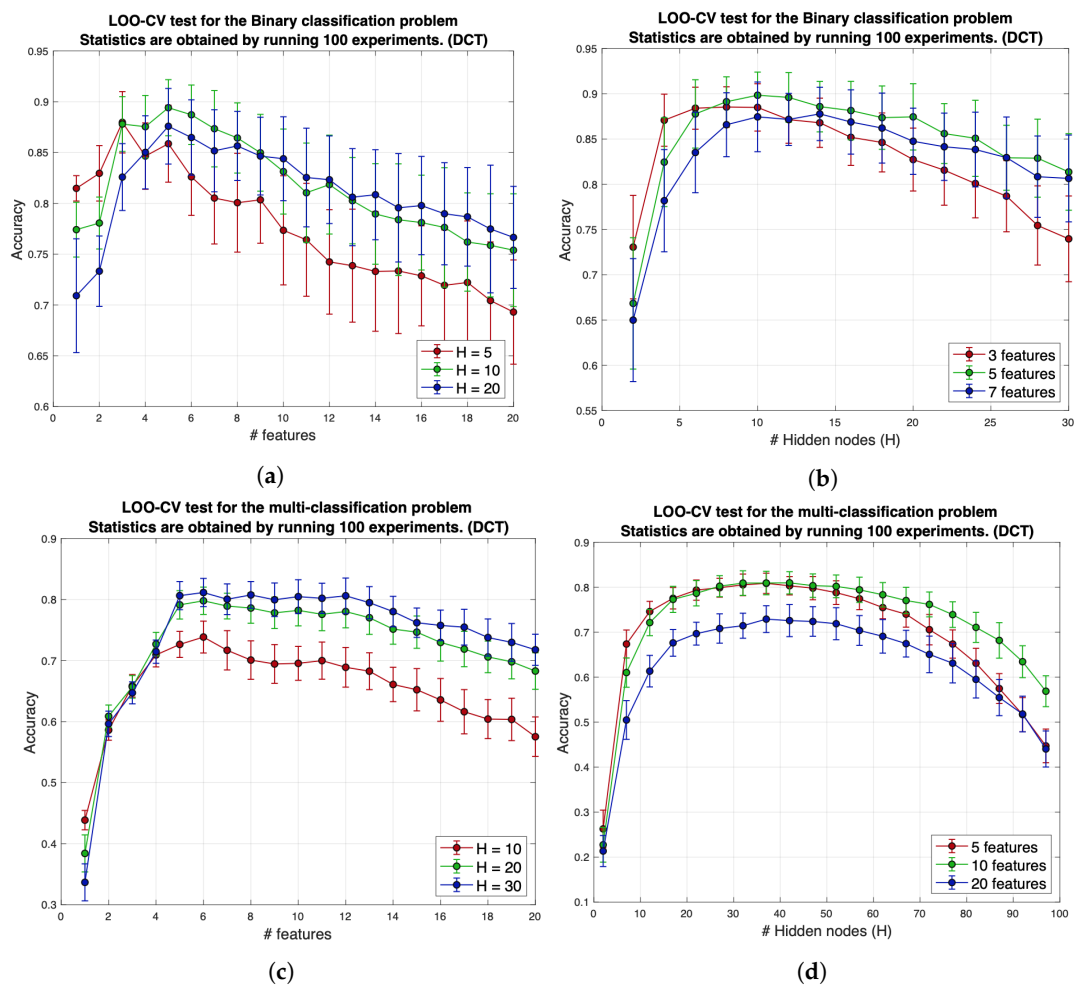 LOO-CV test for the Binary classification problem
Statistics are obtained by running 100 experiments. (DCT)
0.95
0.9
0.85
0.8
0.75
0.7
0.65
0.6
Accuracy
0 2 4 6 8 10 12 14 16 18 20
# features
H = 5
H = 10
H = 20
(a)
LOO-CV test for the Binary classification problem
Statistics are obtained by running 100 experiments. (DCT)
0.95
0.9
0.85
0.8
0.75
0.7
0.65
0.6
0.55
Accuracy
0 5 10 15 20 25 30
# Hidden nodes (H)
3 features
5 features
7 features
(b)
LOO-CV test for the multi-classification problem
Statistics are obtained by running 100 experiments. (DCT)
0.9
0.8
0.7
0.6
0.5
0.4
0.3
Accuracy
0 2 4 6 8 10 12 14 16 18 20
# features
H = 10
H = 20
H = 30
(c)
LOO-CV test for the multi-classification problem
Statistics are obtained by running 100 experiments. (DCT)
0.9
0.8
0.7
0.6
0.5
0.4
0.3
0.2
0.1
Accuracy
0 10 20 30 40 50 60 70 80 90 100
# Hidden nodes (H)
5 features
10 features
20 features
(d)